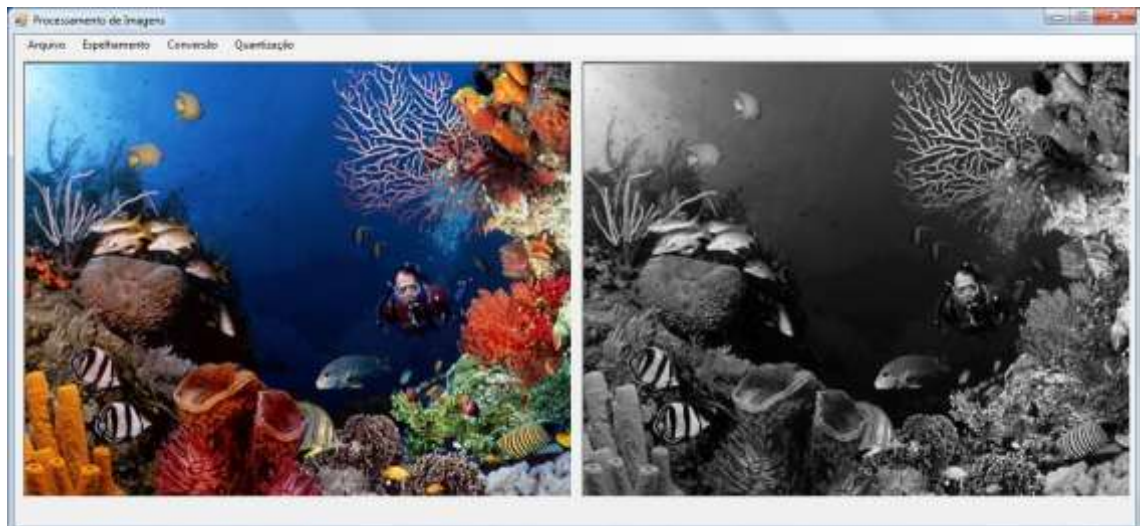 Processamento de Imagens
Arquivo Espelhamento Conversão Quantização